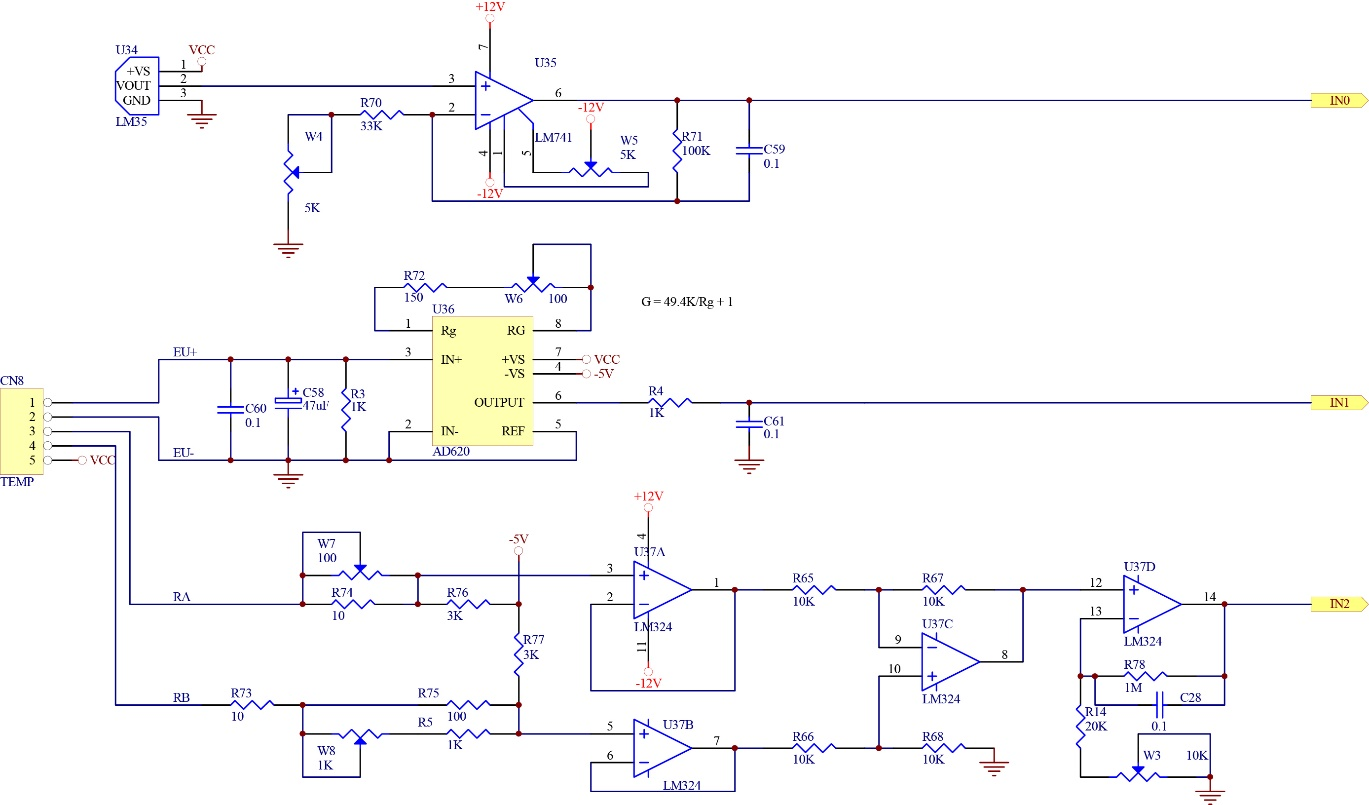 +12V
U34
VCC
7
U35
+VS
1
VOUT
2
3
+
6
IN0
GND
3
R70
2
−
-12V
LM35
33K
W4
4
1
5
LM741
W5
5K
R71
100K
C59
0.1
-12V
5K
R72
150
W6
100
G = 49.4K/Rg + 1
U36
1
Rg
RG
8
EU+
3
IN+
+VS
7
VCC
-VS
4
-5V
CN8
C60
0.1
+
C58
47uf/
R3
1K
R4
1K
1
OUTPUT
6
IN1
2
C61
0.1
3
2
IN-
REF
5
4
5
VCC
EU-
AD620
TEMP
+12V
4
-5V
W7
100
U37A
U37D
3
+
1
R65
10K
R67
10K
12
+
RA
R74
10
R76
3K
2
−
13
−
14
IN2
LM324
U37C
LM324
R77
3K
11
9
−
8
10
+
R78
1M
-12V
LM324
RB
R73
10
R75
100
C28
0.1
R5
1K
U37B
R14
20K
W8
1K
5
+
7
R66
10K
R68
10K
6
−
W3
10K
LM324